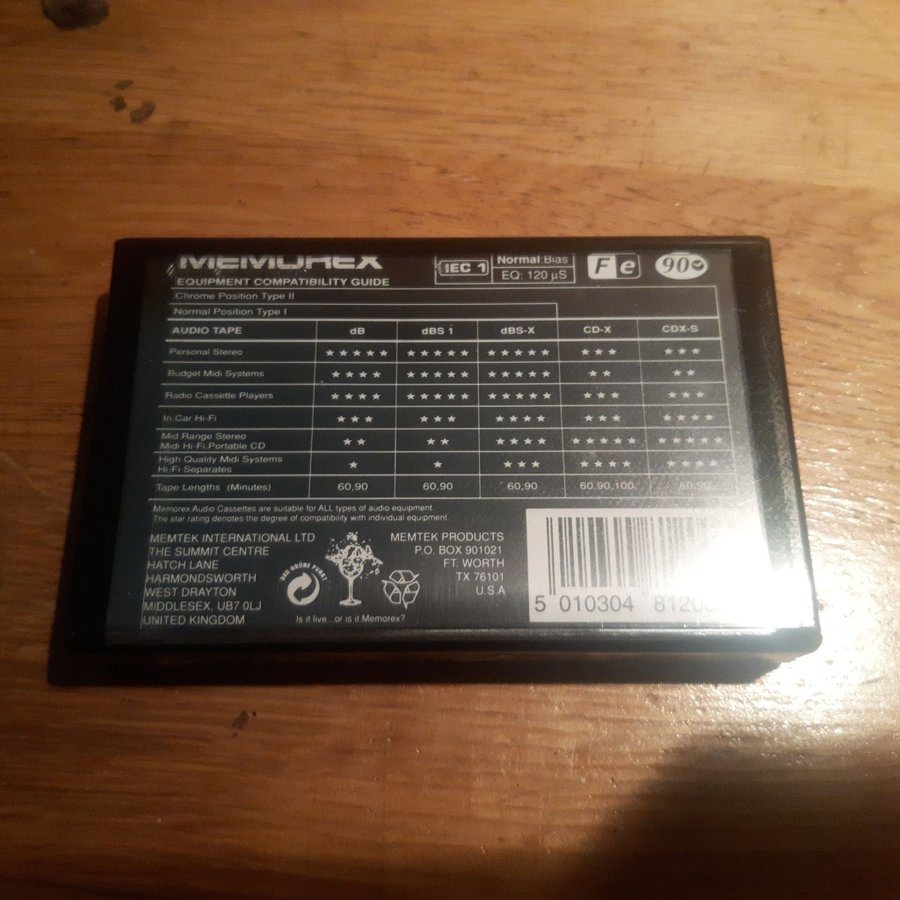 MEMOREX
IEC 1
Normal Bias
EQ: 120 µS
Fe
90
EQUIPMENT COMPATIBILITY GUIDE
Chrome Position Type II
Normal Position Type I
AUDIO TAPE dB dBS i dBS-X CD-X CDX-S
Personal Stereo ★★★★★ ★★★★★ ★★★★★ ★★★ ★★★
Budget Midi Systems ★★★★ ★★★★★ ★★★★★ ★★ ★★
Radio Cassette Players ★★★★ ★★★★★ ★★★★★ ★★★ ★★★
In Car Hi-Fi ★★★ ★★★ ★★★★ ★★★ ★★★★
Mid Range Stereo
Midi Hi-Fi,Portable CD ★★ ★★ ★★★★ ★★★★★ ★★★★★
High Quality Midi Systems
Hi-Fi Separates ★ ★ ★★★ ★★★★ ★★★★
Tape Lengths (Minutes) 60,90 60,90 60,90 60,90,100 60,90
Memorex Audio Cassettes are suitable for ALL types of audio equipment.
The star rating denotes the degree of compatibility with individual equipment.
MEMTEK INTERNATIONAL LTD
THE SUMMIT CENTRE
HATCH LANE
HARMONDSWORTH
WEST DRAYTON
MIDDLESEX, UB7 0LJ
UNITED KINGDOM
DER GRÜNE PUNKT
Is it live...or is it Memorex?
MEMTEK PRODUCTS
P.O. BOX 901021
FT. WORTH
TX 76101
U.S.A
5 010304 8120